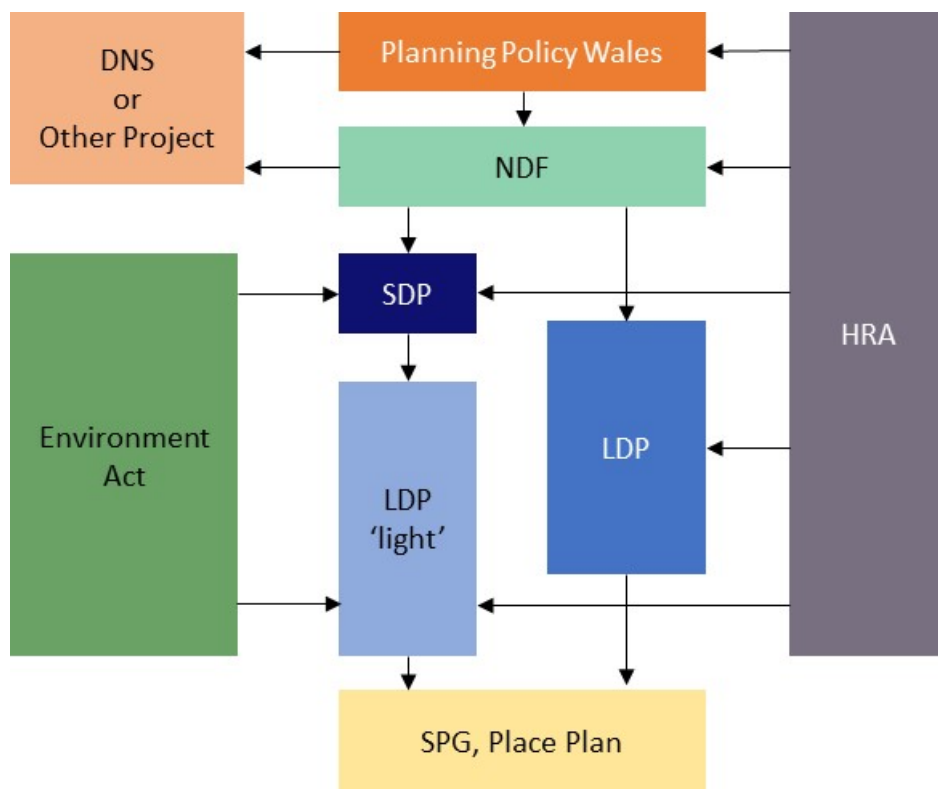 DNS
or
Other Project
Planning Policy Wales
NDF
SDP
HRA
Environment
Act
LDP
LDP
‘light’
SPG, Place Plan